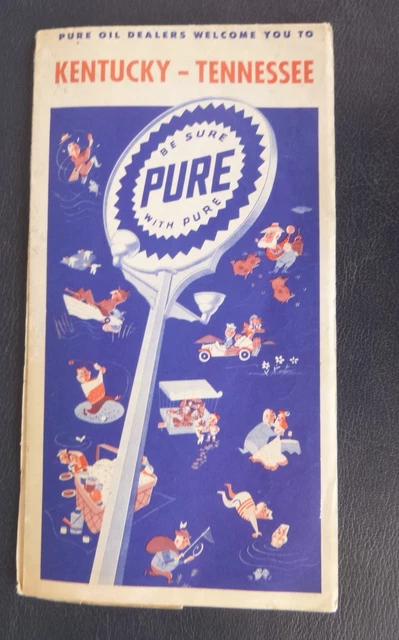 PURE OIL DEALERS WELCOME YOU TO
KENTUCKY - TENNESSEE
BE SURE
PURE
WITH PURE